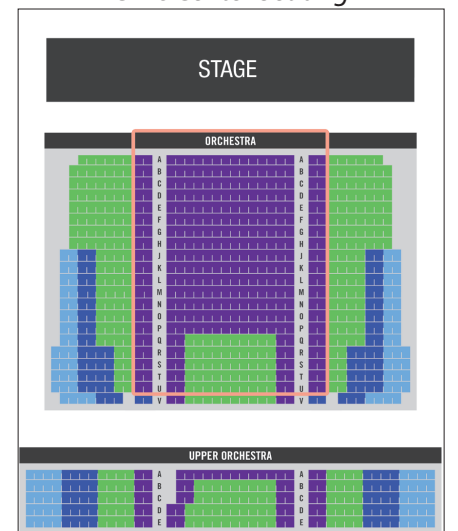 STAGE
ORCHESTRA
A A
B B
C C
D D
E E
F F
G G
H H
J J
K K
L L
M M
N N
O O
P P
Q Q
R R
S S
T T
U U
V V
UPPER ORCHESTRA
A A
B B
C C
D D
E E